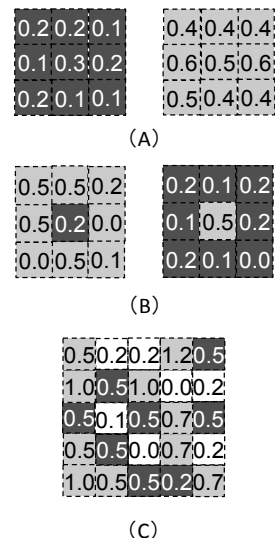 0.2 0.2 0.1 0.4 0.4 0.4
0.1 0.3 0.2 0.6 0.5 0.6
0.2 0.1 0.1 0.5 0.4 0.4
(A)
0.5 0.5 0.2 0.2 0.1 0.2
0.5 0.2 0.0 0.1 0.5 0.2
0.0 0.5 0.1 0.2 0.1 0.0
(B)
0.5 0.2 0.2 1.2 0.5
1.0 0.5 1.0 0.0 0.2
0.5 0.1 0.5 0.7 0.5
0.5 0.5 0.0 0.7 0.2
1.0 0.5 0.5 0.2 0.7
(C)